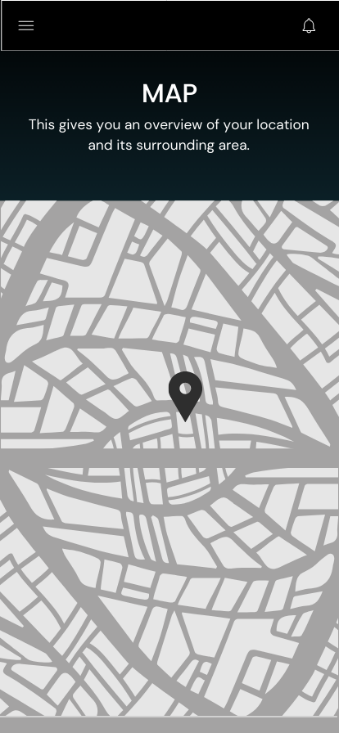 MAP
This gives you an overview of your location
and its surrounding area.